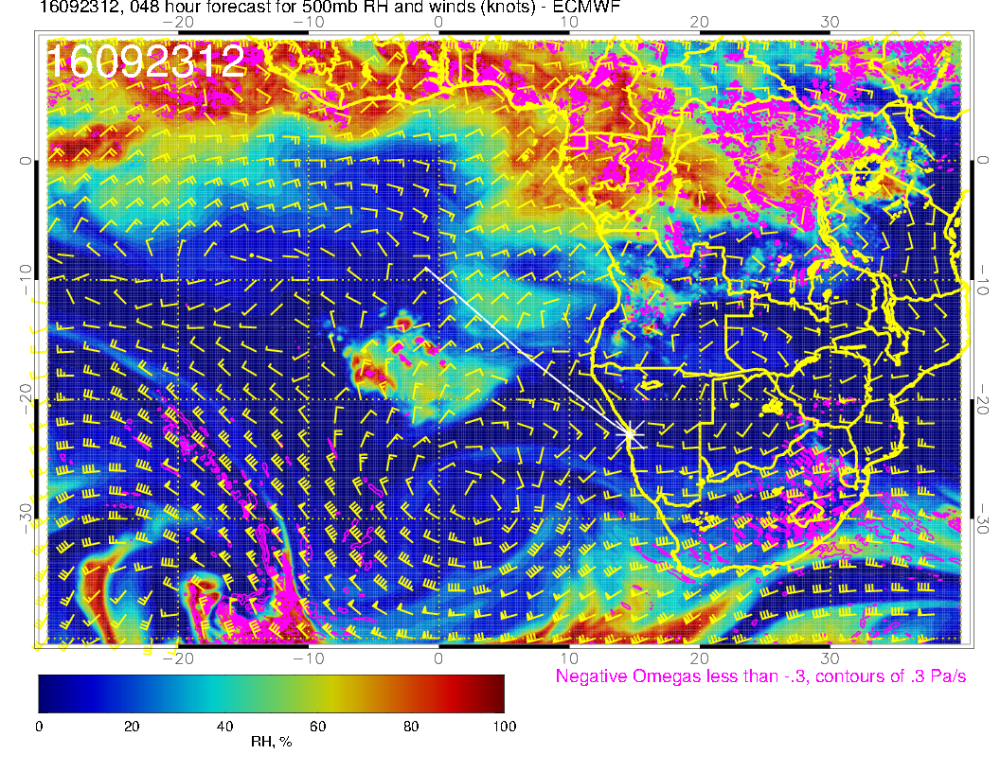 16092312, 048 hour forecast for 500mb RH and winds (knots) - ECMWF
−20 −10 0 10 20 30
16092312
0 0
−10 −10
−20 −20
−30 −30
−20 −10 0 10 20 30
Negative Omegas less than -.3, contours of .3 Pa/s
0 20 40 60 80 100
RH, %